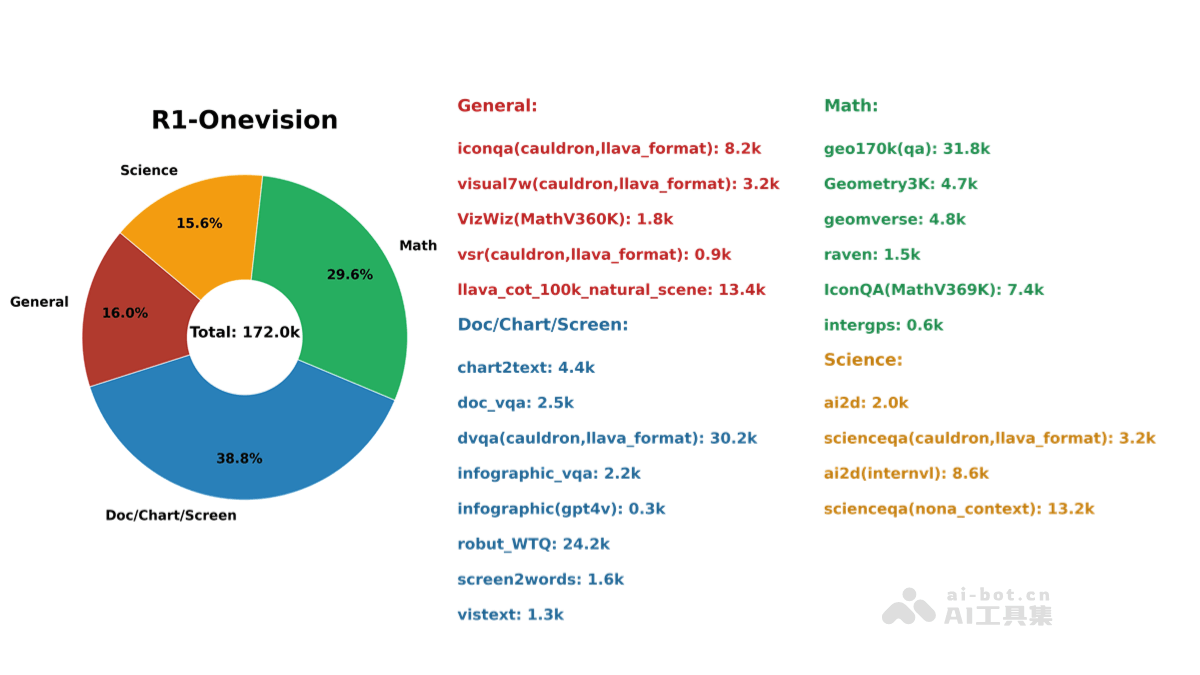 R1-Onevision
Science
15.6%
Math
29.6%
General
16.0%
Total: 172.0k
38.8%
Doc/Chart/Screen
General:
iconqa(cauldron,llava_format): 8.2k
visual7w(cauldron,llava_format): 3.2k
VizWiz(MathV360K): 1.8k
vsr(cauldron,llava_format): 0.9k
llava_cot_100k_natural_scene: 13.4k
Doc/Chart/Screen:
chart2text: 4.4k
doc_vqa: 2.5k
dvqa(cauldron,llava_format): 30.2k
infographic_vqa: 2.2k
infographic(gpt4v): 0.3k
robut_WTQ: 24.2k
screen2words: 1.6k
vistext: 1.3k
Math:
geo170k(qa): 31.8k
Geometry3K: 4.7k
geomverse: 4.8k
raven: 1.5k
IconQA(MathV369K): 7.4k
intergps: 0.6k
Science:
ai2d: 2.0k
scienceqa(cauldron,llava_format): 3.2k
ai2d(internvl): 8.6k
scienceqa(nona_context): 13.2k
ai-bot.cn
AI工具集